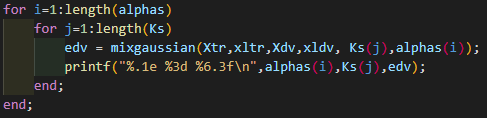 for i=1:length(alphas)
    for j=1:length(Ks)
        edv = mixgaussian(Xtr,xltr,Xdv,xldv, Ks(j),alphas(i));
        printf("%.1e %3d %6.3f\n",alphas(i),Ks(j),edv);
    end;
end;